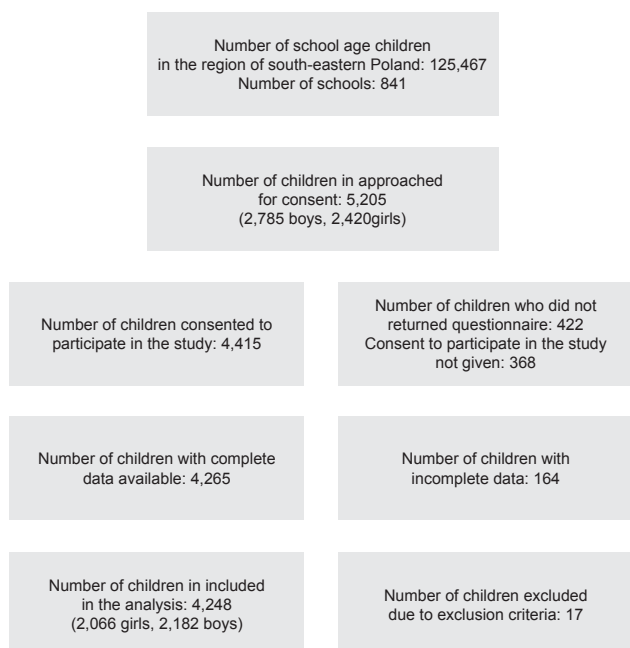 Number of school age children
in the region of south-eastern Poland: 125,467
Number of schools: 841
Number of children in approached
for consent: 5,205
(2,785 boys, 2,420girls)
Number of children consented to
participate in the study: 4,415
Number of children who did not
returned questionnaire: 422
Consent to participate in the study
not given: 368
Number of children with complete
data available: 4,265
Number of children with
incomplete data: 164
Number of children in included
in the analysis: 4,248
(2,066 girls, 2,182 boys)
Number of children excluded
due to exclusion criteria: 17